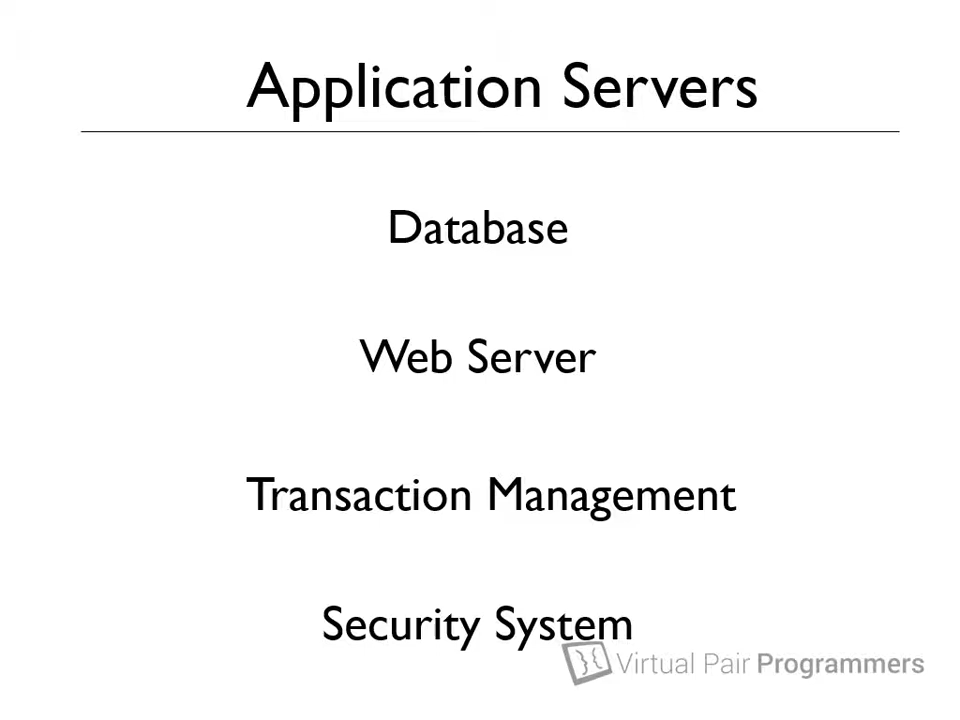 Application Servers
Database
Web Server
Transaction Management
Security System
Virtual Pair Programmers